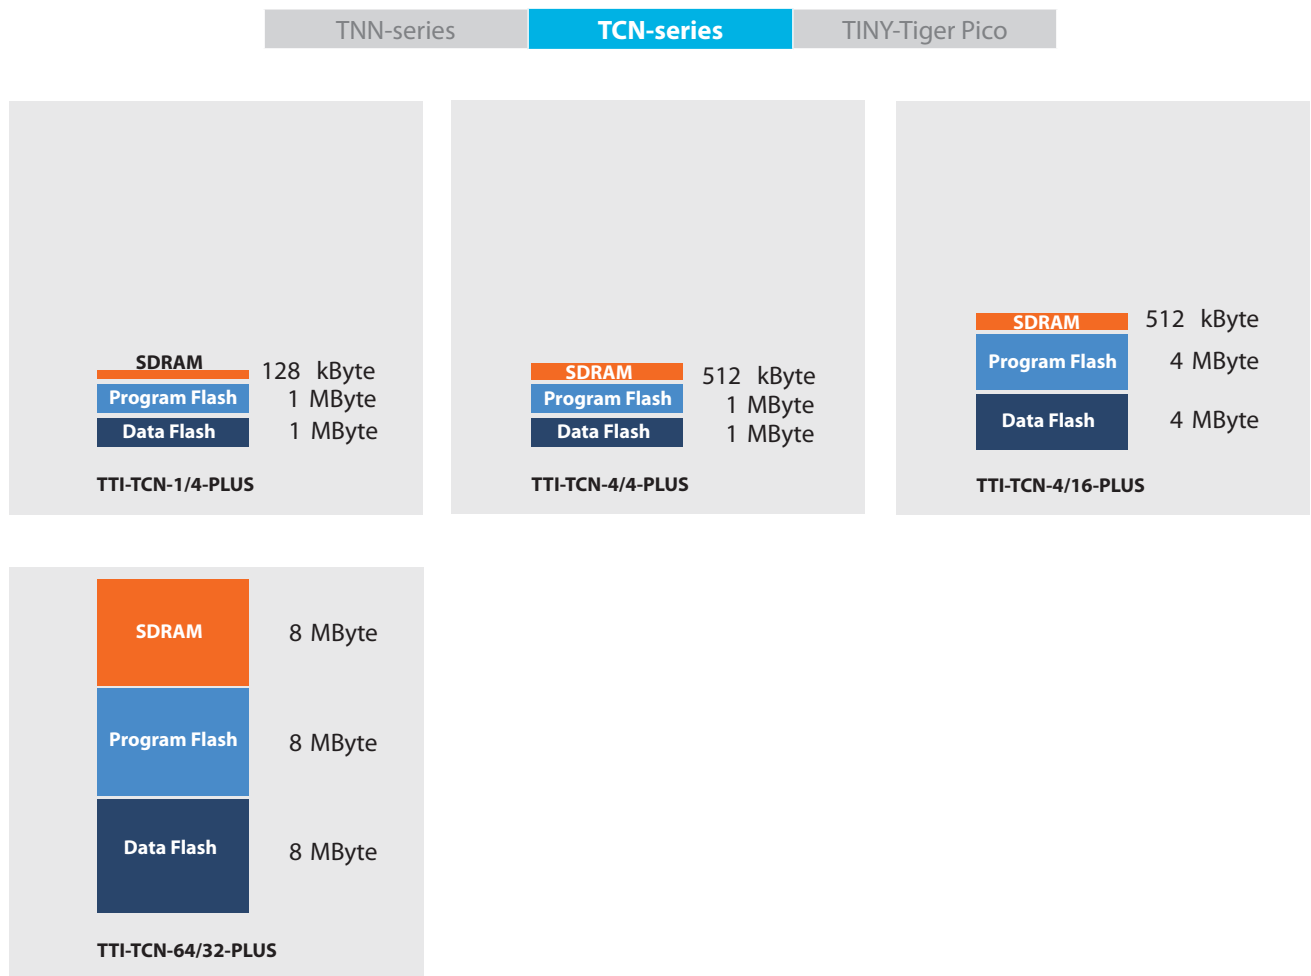 TNN-series TCN-series TINY-Tiger Pico
SDRAM 128 kByte
Program Flash 1 MByte
Data Flash 1 MByte
TTI-TCN-1/4-PLUS
SDRAM 512 kByte
Program Flash 1 MByte
Data Flash 1 MByte
TTI-TCN-4/4-PLUS
SDRAM 512 kByte
Program Flash 4 MByte
Data Flash 4 MByte
TTI-TCN-4/16-PLUS
SDRAM 8 MByte
Program Flash 8 MByte
Data Flash 8 MByte
TTI-TCN-64/32-PLUS